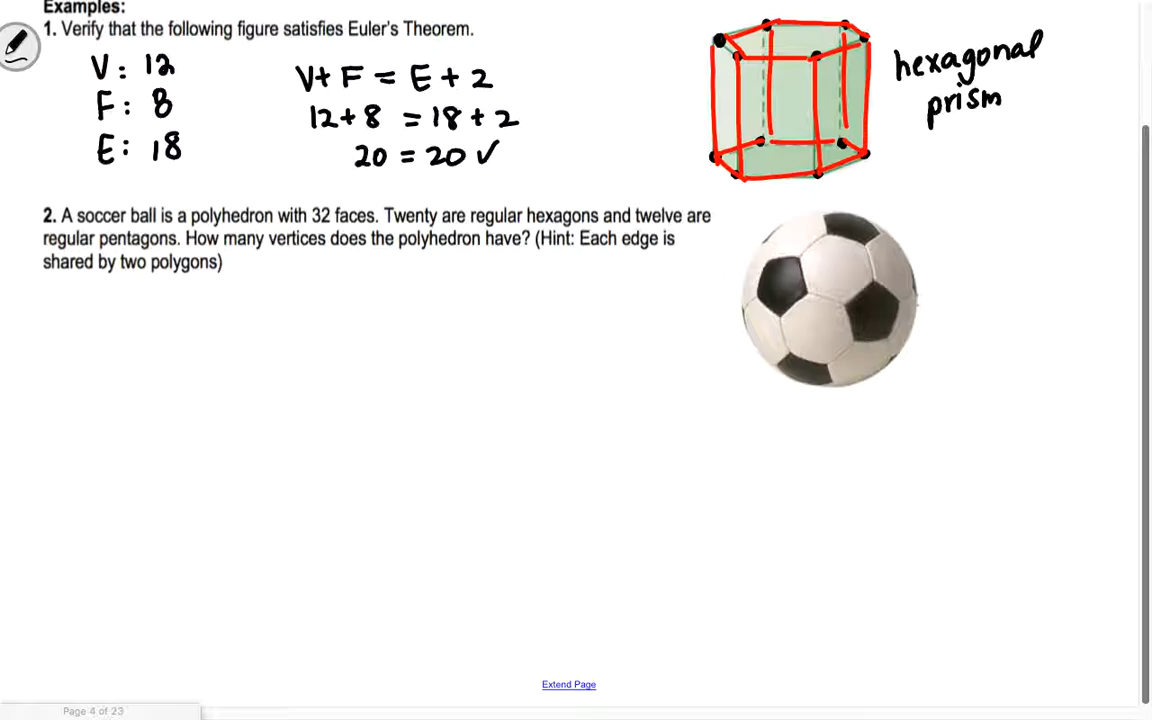 Examples:
1. Verify that the following figure satisfies Euler's Theorem.
V: 12
F: 8
E: 18
V+ F = E + 2
12+8 = 18+2
20 = 20 ✓
hexagonal
prism
2. A soccer ball is a polyhedron with 32 faces. Twenty are regular hexagons and twelve are
regular pentagons. How many vertices does the polyhedron have? (Hint: Each edge is
shared by two polygons)
Extend Page
Page 4 of 23